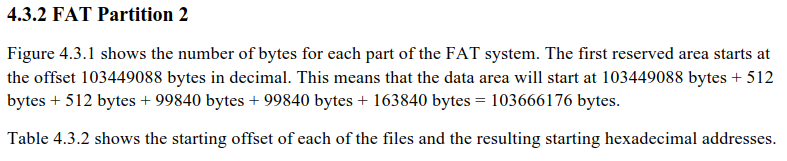 4.3.2 FAT Partition 2
Figure 4.3.1 shows the number of bytes for each part of the FAT system. The first reserved area starts at
the offset 103449088 bytes in decimal. This means that the data area will start at 103449088 bytes + 512
bytes + 512 bytes + 99840 bytes + 99840 bytes + 163840 bytes = 103666176 bytes.
Table 4.3.2 shows the starting offset of each of the files and the resulting starting hexadecimal addresses.